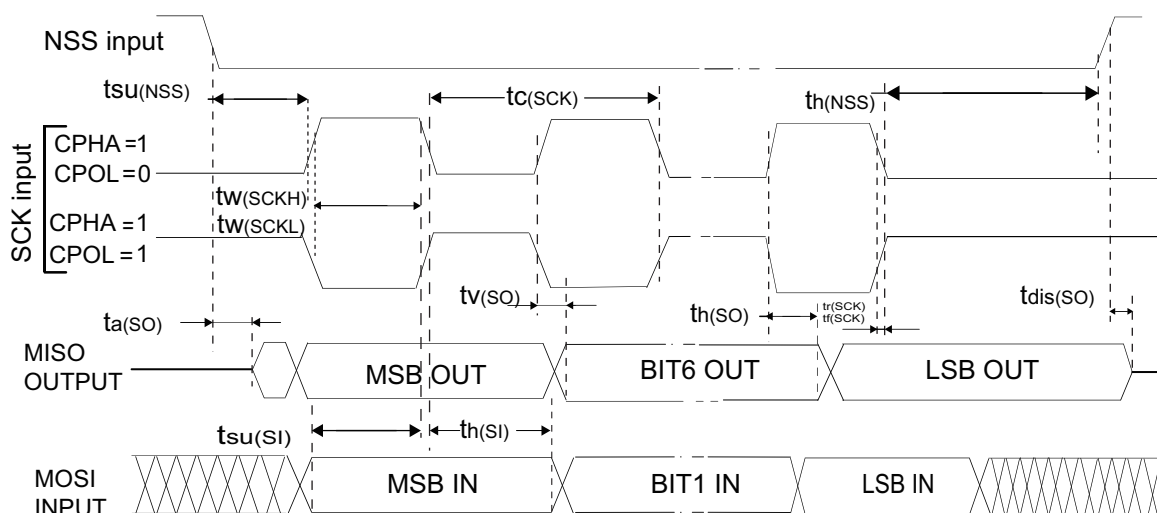 NSS input
tsu(NSS)
tc(SCK)
th(NSS)
SCK input
CPHA=1
CPOL=0
tw(SCKH)
tw(SCKL)
CPHA=1
CPOL=1
tv(SO)
ta(SO)
th(SO)
tr(SCK)
tf(SCK)
tdis(SO)
MISO
OUTPUT
MSB OUT
BIT6 OUT
LSB OUT
tsu(SI)
th(SI)
MOSI
INPUT
MSB IN
BIT1 IN
LSB IN